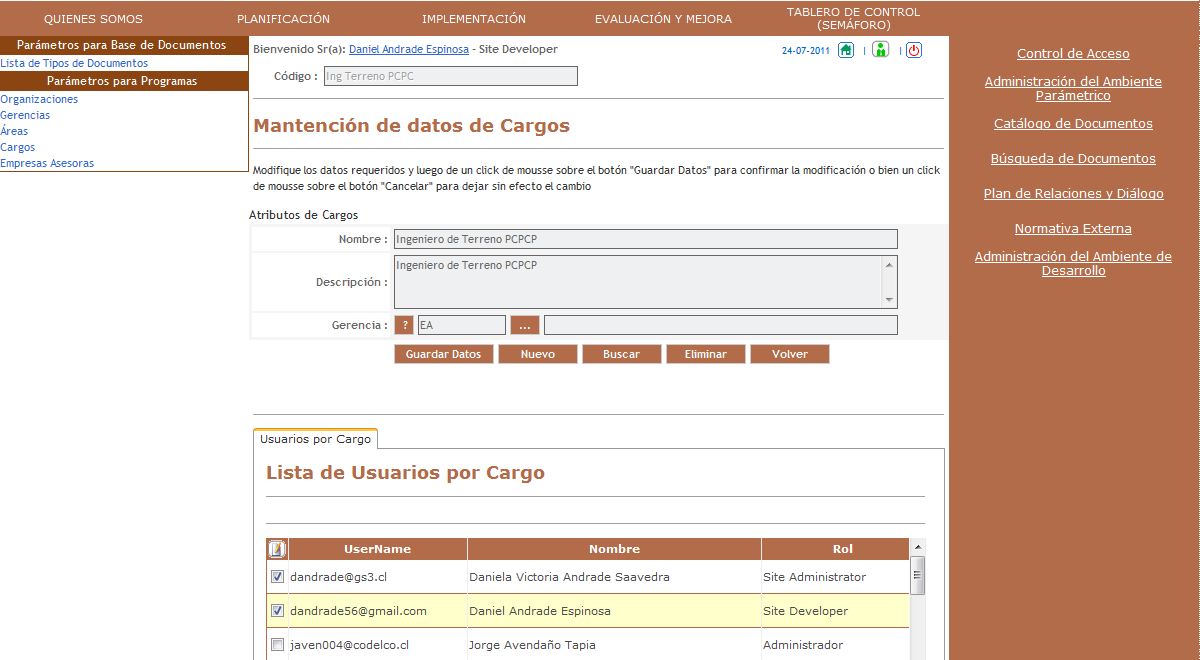 QUIENES SOMOS
PLANIFICACIÓN
IMPLEMENTACIÓN
EVALUACIÓN Y MEJORA
TABLERO DE CONTROL
(SEMÁFORO)
Parámetros para Base de Documentos
Lista de Tipos de Documentos
Parámetros para Programas
Organizaciones
Gerencias
Áreas
Cargos
Empresas Asesoras
Bienvenido Sr(a): Daniel Andrade Espinosa - Site Developer
24-07-2011 | |
Código : Ing Terreno PCPC
Mantención de datos de Cargos
Modifique los datos requeridos y luego de un click de mousse sobre el botón "Guardar Datos" para confirmar la modificación o bien un click
de mousse sobre el botón "Cancelar" para dejar sin efecto el cambio
Atributos de Cargos
Nombre : Ingeniero de Terreno PCPCP
Descripción : Ingeniero de Terreno PCPCP
Gerencia : ? EA ...
Guardar Datos Nuevo Buscar Eliminar Volver
Usuarios por Cargo
Lista de Usuarios por Cargo
UserName Nombre Rol
dandrade@gs3.cl Daniela Victoria Andrade Saavedra Site Administrator
dandrade56@gmail.com Daniel Andrade Espinosa Site Developer
javen004@codelco.cl Jorge Avendaño Tapia Administrador
Control de Acceso
Administración del Ambiente
Parámetrico
Catálogo de Documentos
Búsqueda de Documentos
Plan de Relaciones y Diálogo
Normativa Externa
Administración del Ambiente de
Desarrollo